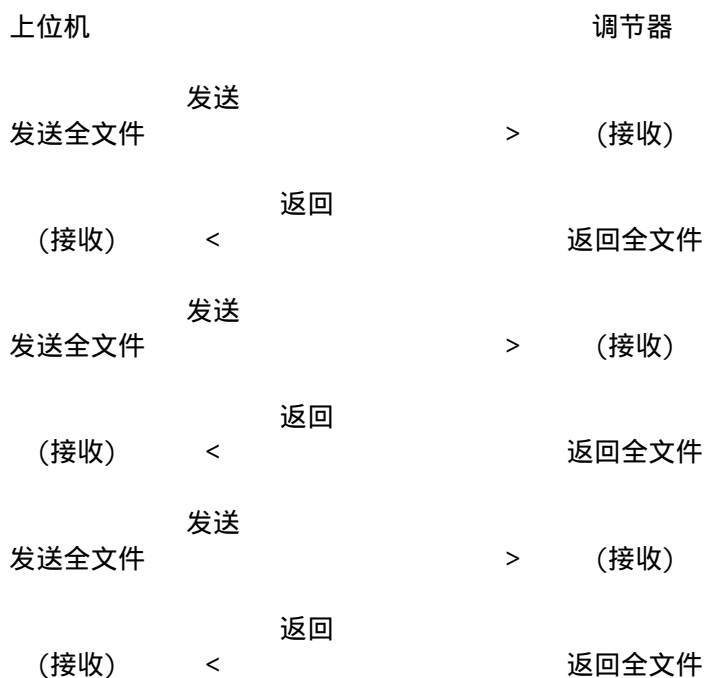 上位机 调节器
发送
发送全文件 > (接收)
返回
(接收) < 返回全文件
发送
发送全文件 > (接收)
返回
(接收) < 返回全文件
发送
发送全文件 > (接收)
返回
(接收) < 返回全文件